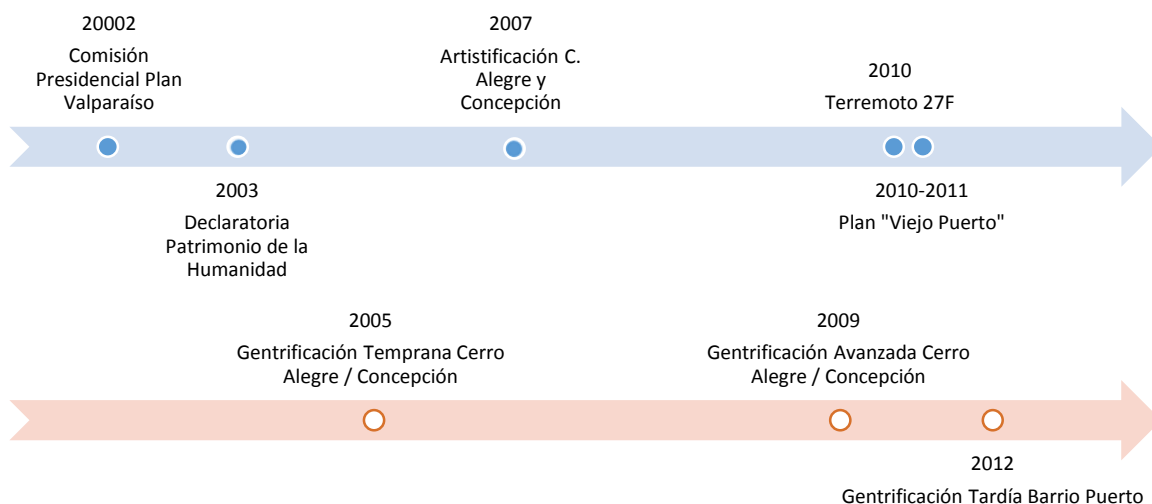 20002
Comisión
Presidencial Plan
Valparaíso
2007
Artistificación C.
Alegre y
Concepción
2010
Terremoto 27F
2003
Declaratoria
Patrimonio de la
Humanidad
2010-2011
Plan "Viejo Puerto"
2005
Gentrificación Temprana Cerro
Alegre / Concepción
2009
Gentrificación Avanzada Cerro
Alegre / Concepción
2012
Gentrificación Tardía Barrio Puerto